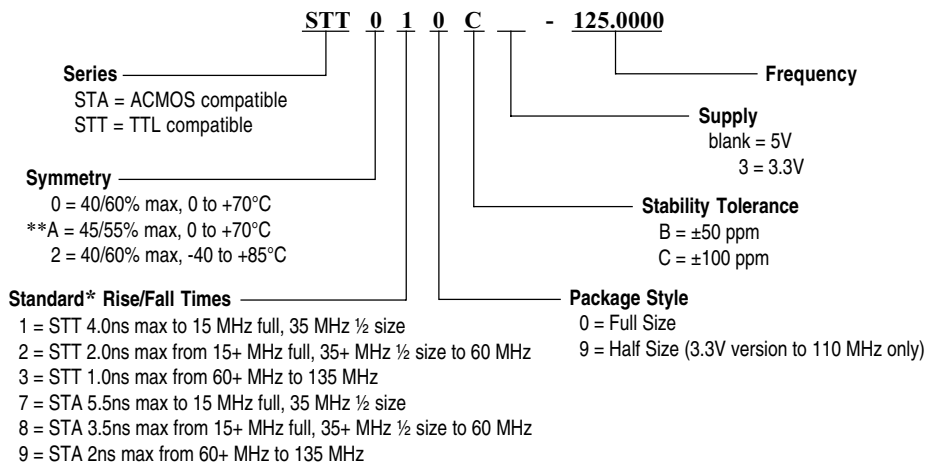 STT 0 1 0 C - 125.0000
Series
STA = ACMOS compatible
STT = TTL compatible
Frequency
Supply
blank = 5V
3 = 3.3V
Symmetry
0 = 40/60% max, 0 to +70°C
**A = 45/55% max, 0 to +70°C
2 = 40/60% max, -40 to +85°C
Stability Tolerance
B = ±50 ppm
C = ±100 ppm
Standard* Rise/Fall Times
1 = STT 4.0ns max to 15 MHz full, 35 MHz ½ size
2 = STT 2.0ns max from 15+ MHz full, 35+ MHz ½ size to 60 MHz
3 = STT 1.0ns max from 60+ MHz to 135 MHz
7 = STA 5.5ns max to 15 MHz full, 35 MHz ½ size
8 = STA 3.5ns max from 15+ MHz full, 35+ MHz ½ size to 60 MHz
9 = STA 2ns max from 60+ MHz to 135 MHz
Package Style
0 = Full Size
9 = Half Size (3.3V version to 110 MHz only)